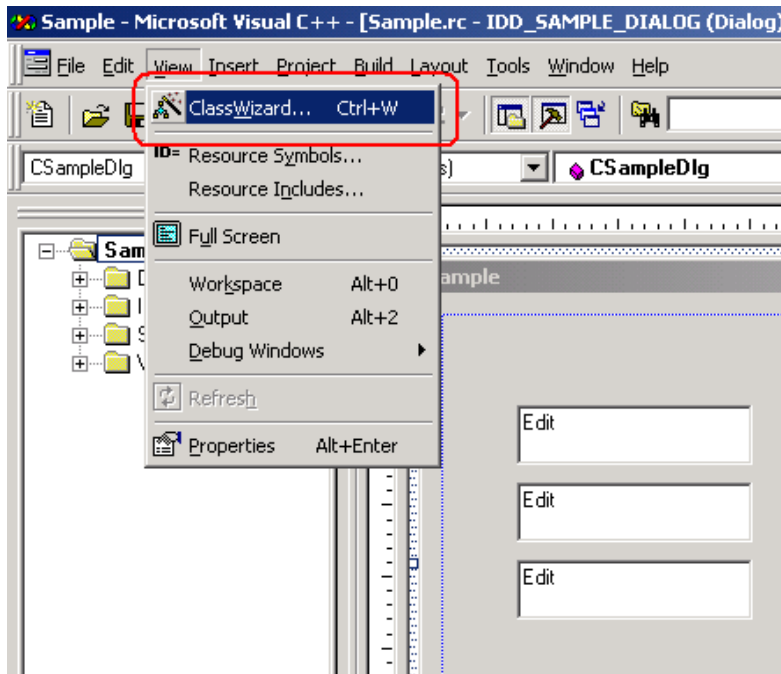 Sample - Microsoft Visual C++ - [Sample.rc - IDD_SAMPLE_DIALOG (Dialog)
File Edit View Insert Project Build Layout Tools Window Help
ClassWizard... Ctrl+W
CSampleDlg s) CSampleDlg
ID= Resource Symbols...
Resource Includes...
Full Screen
Sam
ample
Workspace Alt+0
Output Alt+2
Debug Windows
Refresh
Properties Alt+Enter
Edit
Edit
Edit